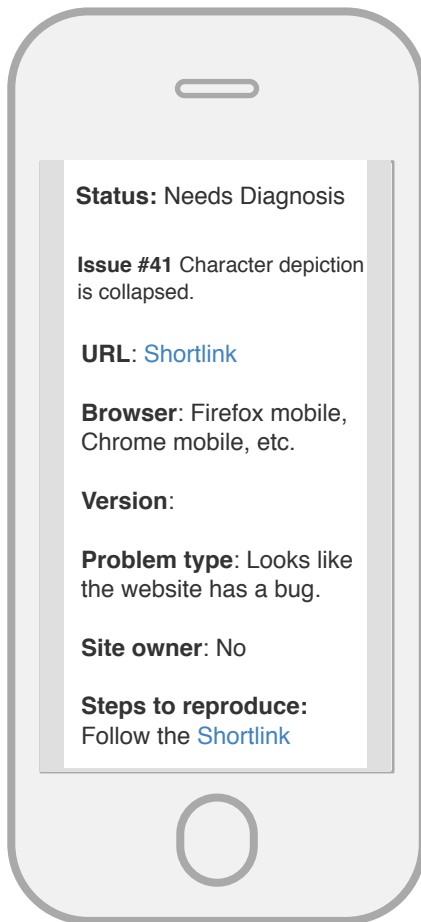 Status: Needs Diagnosis
Issue #41 Character depiction
is collapsed.
URL: Shortlink
Browser: Firefox mobile,
Chrome mobile, etc.
Version:
Problem type: Looks like
the website has a bug.
Site owner: No
Steps to reproduce:
Follow the Shortlink